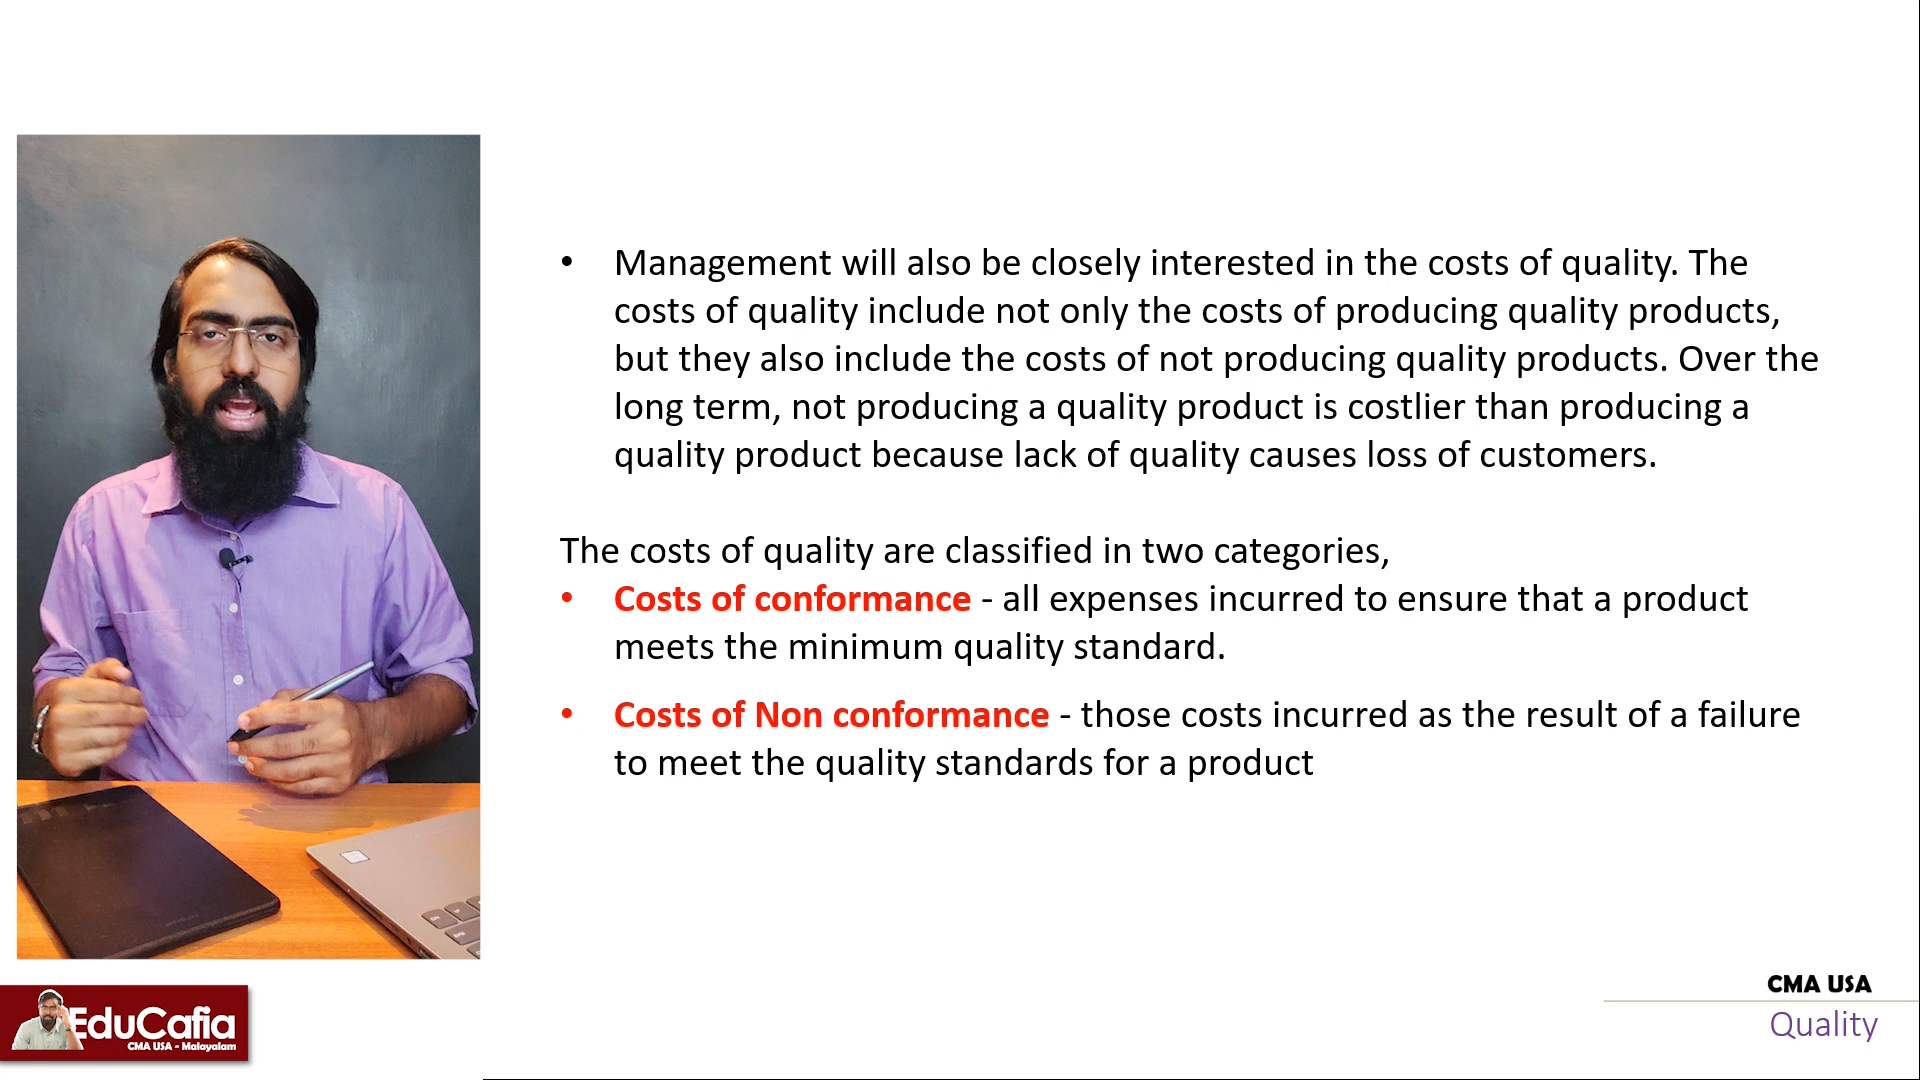 • Management will also be closely interested in the costs of quality. The
costs of quality include not only the costs of producing quality products,
but they also include the costs of not producing quality products. Over the
long term, not producing a quality product is costlier than producing a
quality product because lack of quality causes loss of customers.
The costs of quality are classified in two categories,
• Costs of conformance - all expenses incurred to ensure that a product
meets the minimum quality standard.
• Costs of Non conformance - those costs incurred as the result of a failure
to meet the quality standards for a product
EduCafia
CMA USA - Malayalam
CMA USA
Quality